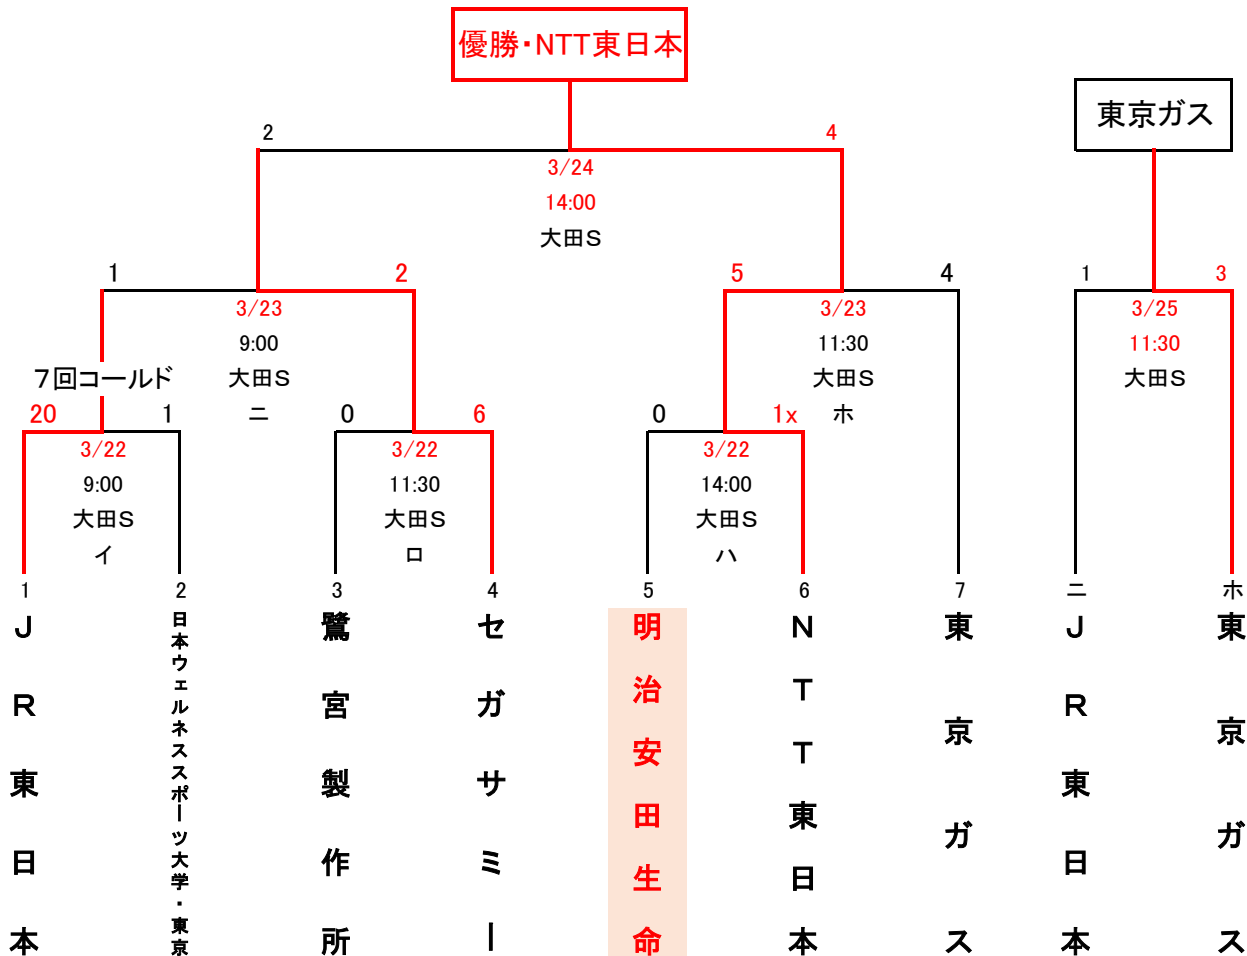 優勝・NTT東日本
東京ガス
2
4
3/24
14:00
大田S
1
2
3/23
9:00
大田S
ニ
5
4
3/23
11:30
大田S
ホ
1
3
3/25
11:30
大田S
7回コールド
20
1
3/22
9:00
大田S
イ
0
6
3/22
11:30
大田S
ロ
0
1x
3/22
14:00
大田S
ハ
1
JR東日本
2
日本ウェルネススポーツ大学・東京
3
鷺宮製作所
4
セガサミー
5
明治安田生命
6
NTT東日本
7
東京ガス
ニ
JR東日本
ホ
東京ガス